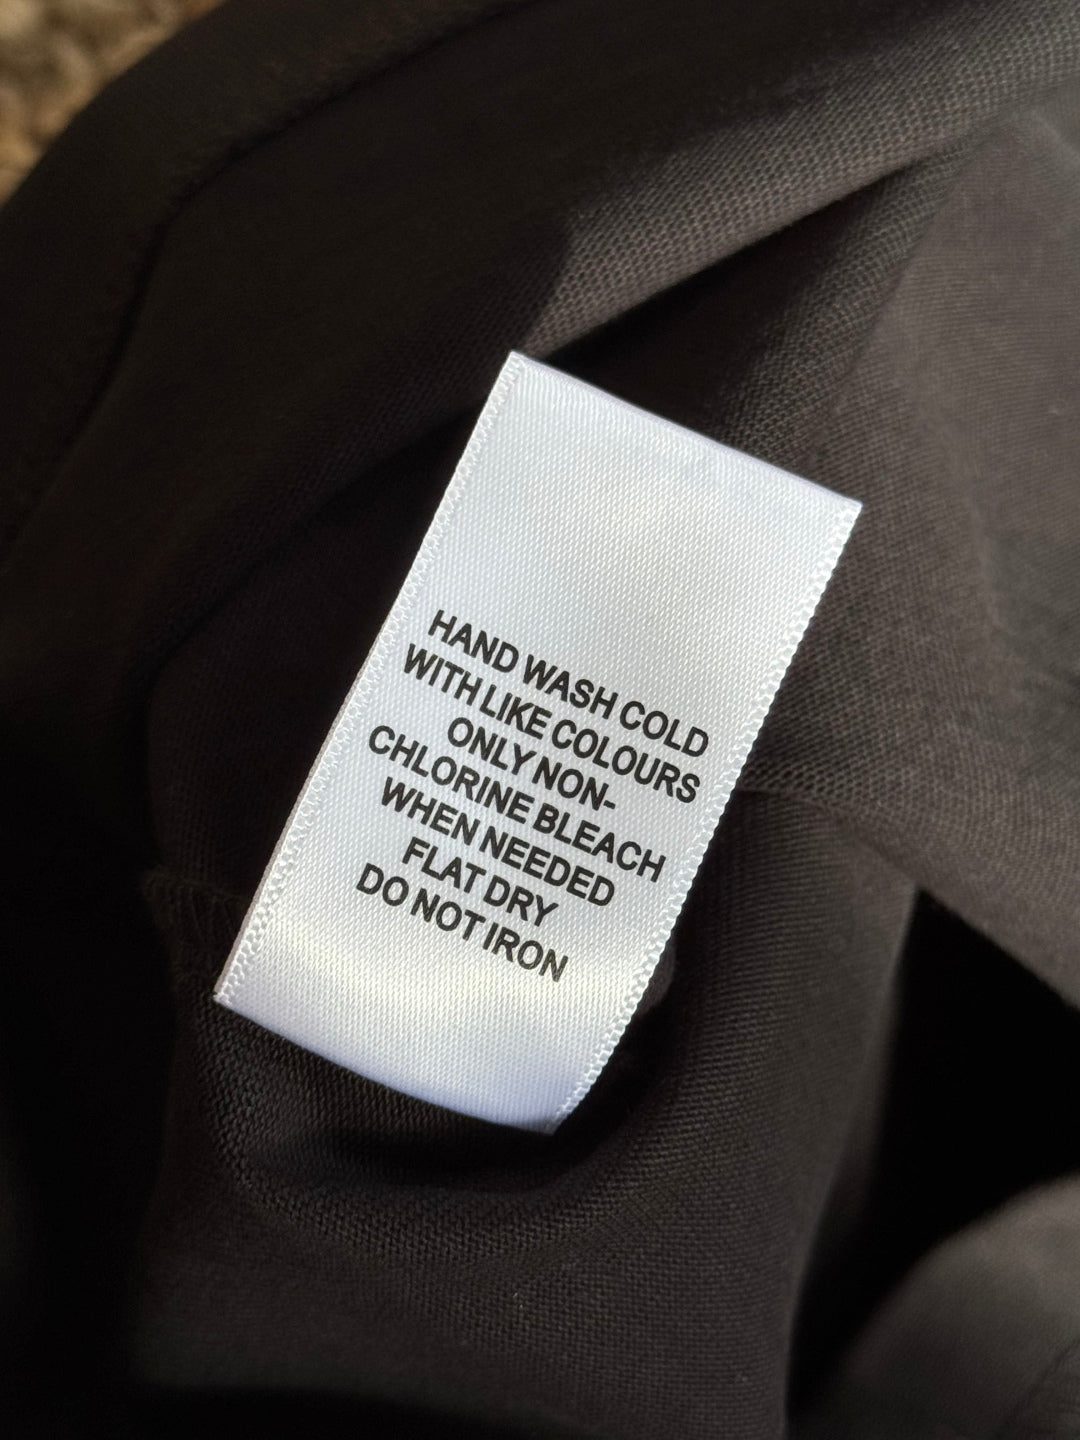 HAND WASH COLD
WITH LIKE COLOURS
ONLY NON-
CHLORINE BLEACH
WHEN NEEDED
FLAT DRY
DO NOT IRON